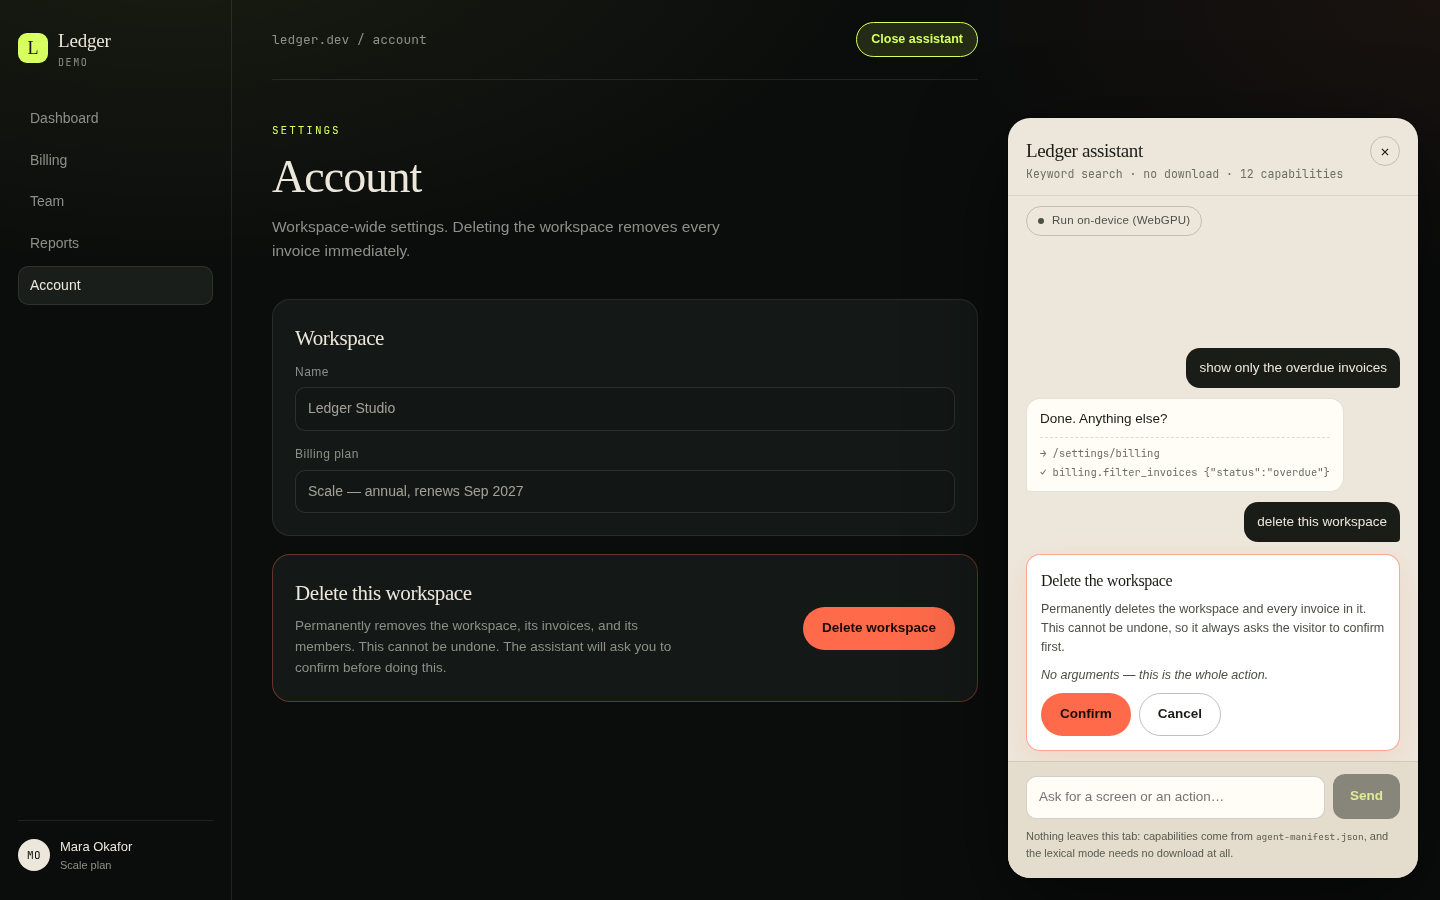 L
Ledger
DEMO
Dashboard
Billing
Team
Reports
Account
MO
Mara Okafor
Scale plan
ledger.dev / account
Close assistant
SETTINGS
Account
Workspace-wide settings. Deleting the workspace removes every
invoice immediately.
Workspace
Name
Ledger Studio
Billing plan
Scale — annual, renews Sep 2027
Delete this workspace
Permanently removes the workspace, its invoices, and its
members. This cannot be undone. The assistant will ask you to
confirm before doing this.
Delete workspace
Ledger assistant
×
Keyword search · no download · 12 capabilities
Run on-device (WebGPU)
show only the overdue invoices
Done. Anything else?
→ /settings/billing
✓ billing.filter_invoices {"status":"overdue"}
delete this workspace
Delete the workspace
Permanently deletes the workspace and every invoice in it.
This cannot be undone, so it always asks the visitor to confirm
first.
No arguments — this is the whole action.
Confirm
Cancel
Ask for a screen or an action…
Send
Nothing leaves this tab: capabilities come from agent-manifest.json, and
the lexical mode needs no download at all.